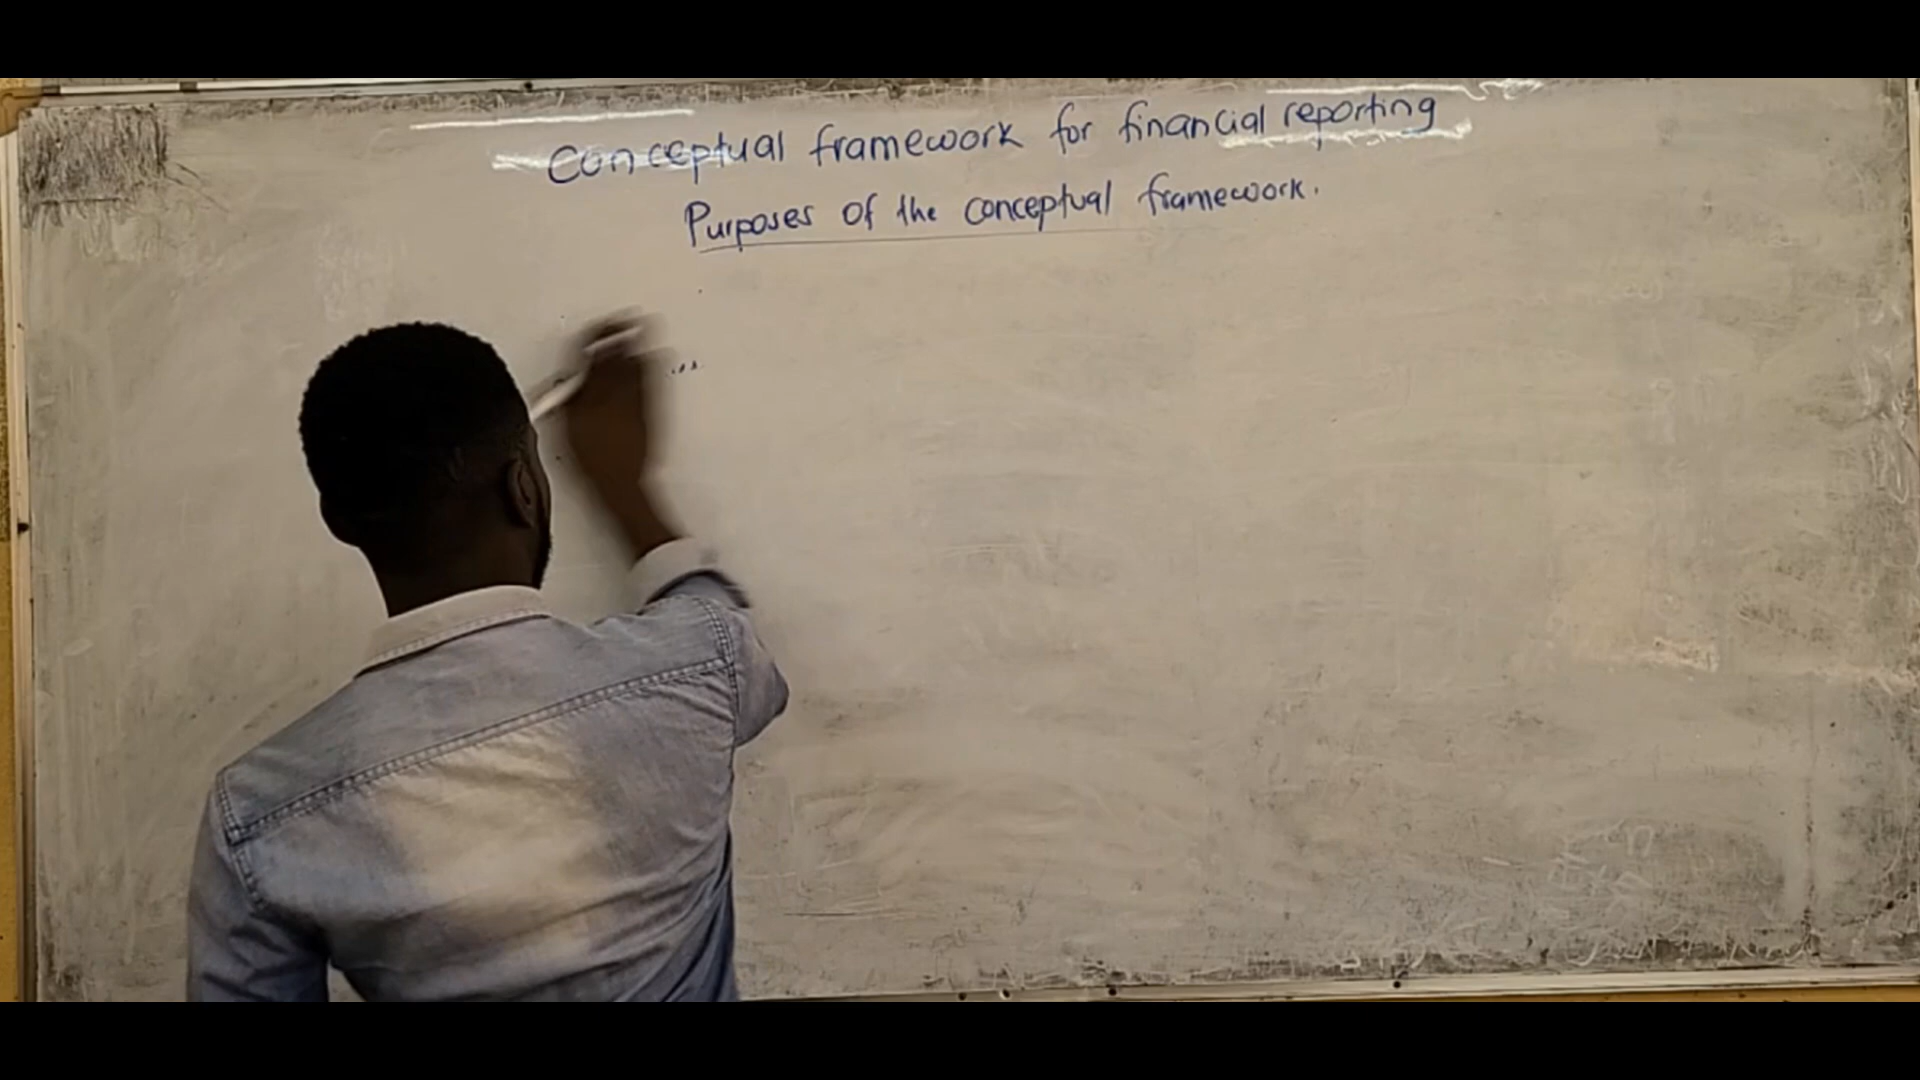 Conceptual framework for financial reporting
Purposes of the conceptual framework.